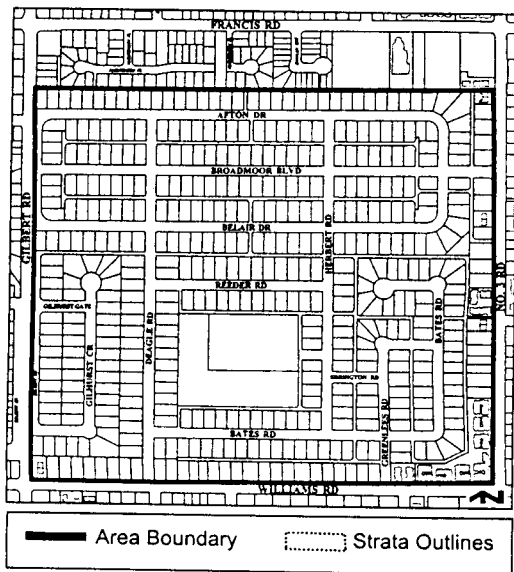 FRANCIS RD
AFTON DR
BROADMOOR BLVD
GILBERT RD
BELAIR DR
HERBERT RD
NO. 3 RD
REEDER RD
GILHURST GATE
DEAGLE RD
BATES RD
GILHURST CR
BATES RD
GREENLEES RD
WILLIAMS RD
Area Boundary
Strata Outlines